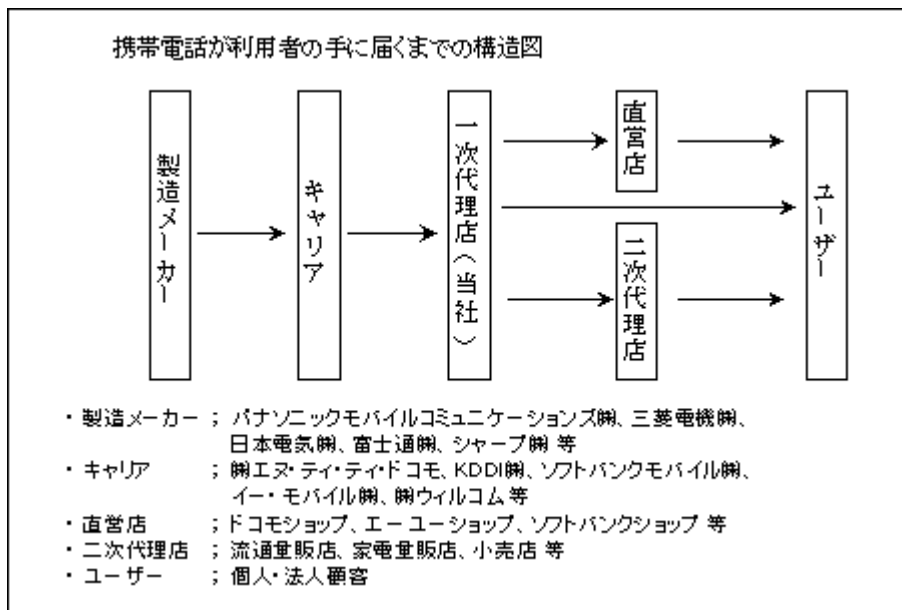 携帯電話が利用者の手に届くまでの構造図
製造メーカー
キャリア
一次代理店(当社)
直営店
二次代理店
ユーザー
・製造メーカー ; パナソニックモバイルコミュニケーションズ㈱、三菱電機㈱、
日本電気㈱、富士通㈱、シャープ㈱ 等
・キャリア ; ㈱エヌ・ティ・ティ・ドコモ、KDDI㈱、ソフトバンクモバイル㈱、
イー・モバイル㈱、㈱ウィルコム等
・直営店 ; ドコモショップ、エーユーショップ、ソフトバンクショップ 等
・二次代理店 ; 流通量販店、家電量販店、小売店 等
・ユーザー ; 個人・法人顧客